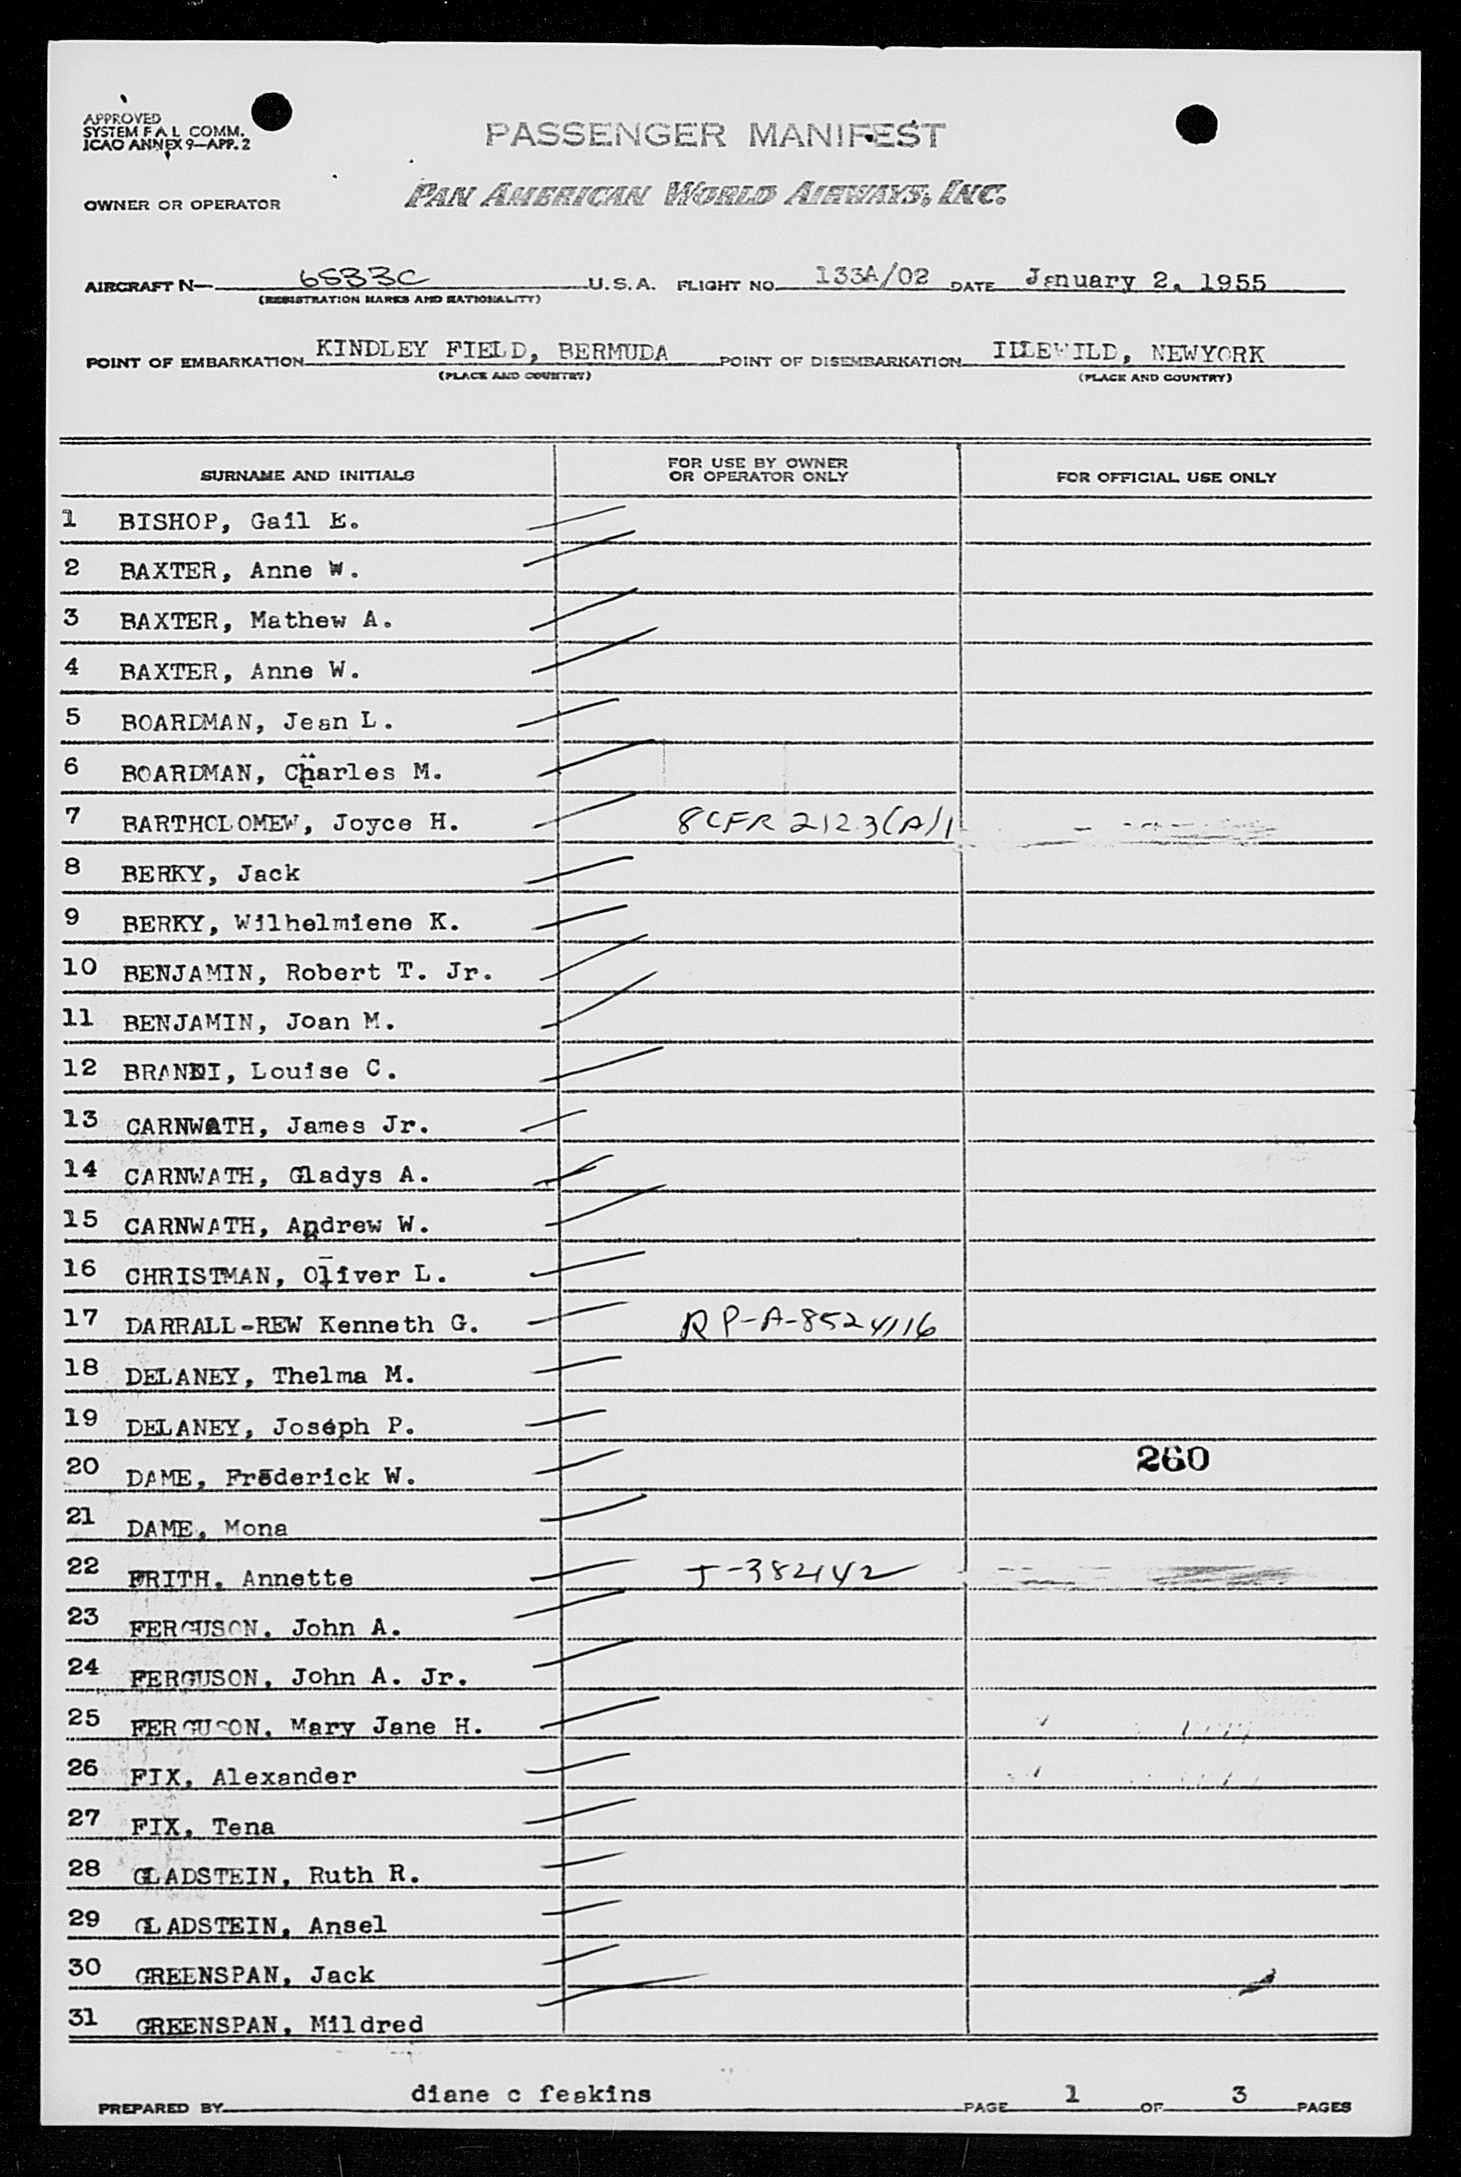 APPROVED
SYSTEM F A L COMM.
ICAO ANNEX 9—APP. 2
PASSENGER MANIFEST
OWNER OR OPERATOR PAN AMERICAN WORLD AIRWAYS, INC.
AIRCRAFT N— 6533C U.S.A. FLIGHT NO. 133A/02 DATE January 2, 1955
(REGISTRATION MARKS AND NATIONALITY)
POINT OF EMBARKATION KINDLEY FIELD, BERMUDA POINT OF DISEMBARKATION IDLEWILD, NEWYORK
(PLACE AND COUNTRY) (PLACE AND COUNTRY)
SURNAME AND INITIALS FOR USE BY OWNER OR OPERATOR ONLY FOR OFFICIAL USE ONLY
1 BISHOP, Gail E.
2 BAXTER, Anne W.
3 BAXTER, Mathew A.
4 BAXTER, Anne W.
5 BOARDMAN, Jean L.
6 BOARDMAN, Charles M.
7 BARTHOLOMEW, Joyce H. 8CFR 212.3(A)1
8 BERKY, Jack
9 BERKY, Wilhelmiene K.
10 BENJAMIN, Robert T. Jr.
11 BENJAMIN, Joan M.
12 BRANDI, Louise C.
13 CARNWATH, James Jr.
14 CARNWATH, Gladys A.
15 CARNWATH, Andrew W.
16 CHRISTMAN, Oliver L.
17 DARRALL-REW Kenneth G. RP-A-8524116
18 DELANEY, Thelma M.
19 DELANEY, Joseph P.
20 DAME, Frederick W. 260
21 DAME, Mona
22 FRITH, Annette J-382142
23 FERGUSON, John A.
24 FERGUSON, John A. Jr.
25 FERGUSON, Mary Jane H.
26 FIX, Alexander
27 FIX, Tena
28 GLADSTEIN, Ruth R.
29 GLADSTEIN, Ansel
30 GREENSPAN, Jack
31 GREENSPAN, Mildred
PREPARED BY diane c feakins PAGE 1 OF 3 PAGES